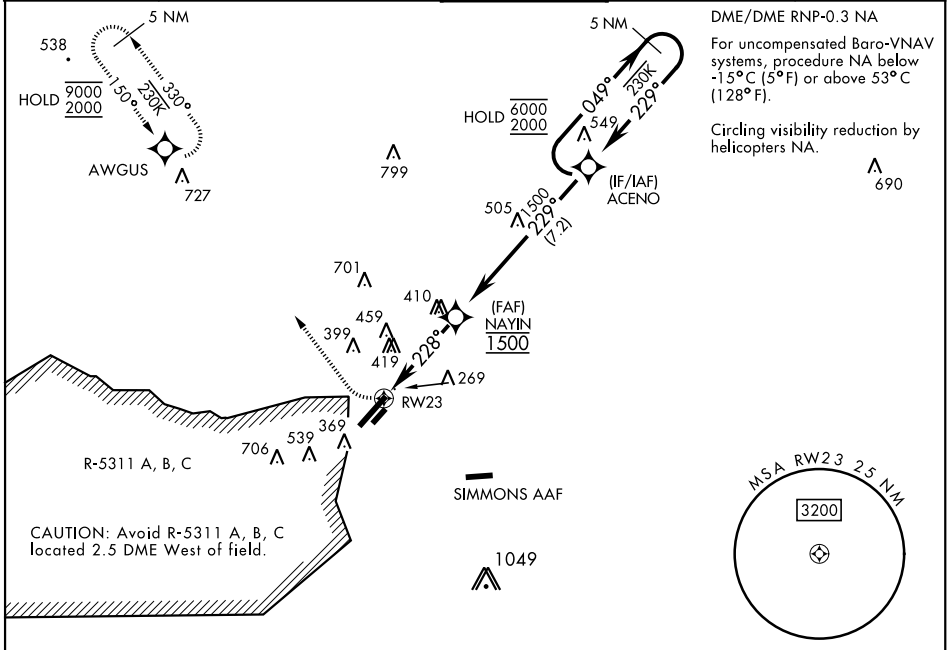 5 NM
538
HOLD
9000
2000
150°
330°
230K
AWGUS
727
799
5 NM
HOLD
6000
2000
049°
230K
229°
549
(IF/IAF)
ACENO
505
1500
229°
(7.2)
DME/DME RNP-0.3 NA
For uncompensated Baro-VNAV
systems, procedure NA below
-15°C (5°F) or above 53°C
(128°F).
Circling visibility reduction by
helicopters NA.
690
701
410
(FAF)
NAYIN
1500
459
399
419
228°
269
RW23
369
539
706
R-5311 A, B, C
CAUTION: Avoid R-5311 A, B, C
located 2.5 DME West of field.
SIMMONS AAF
1049
MSA RW23 25 NM
3200